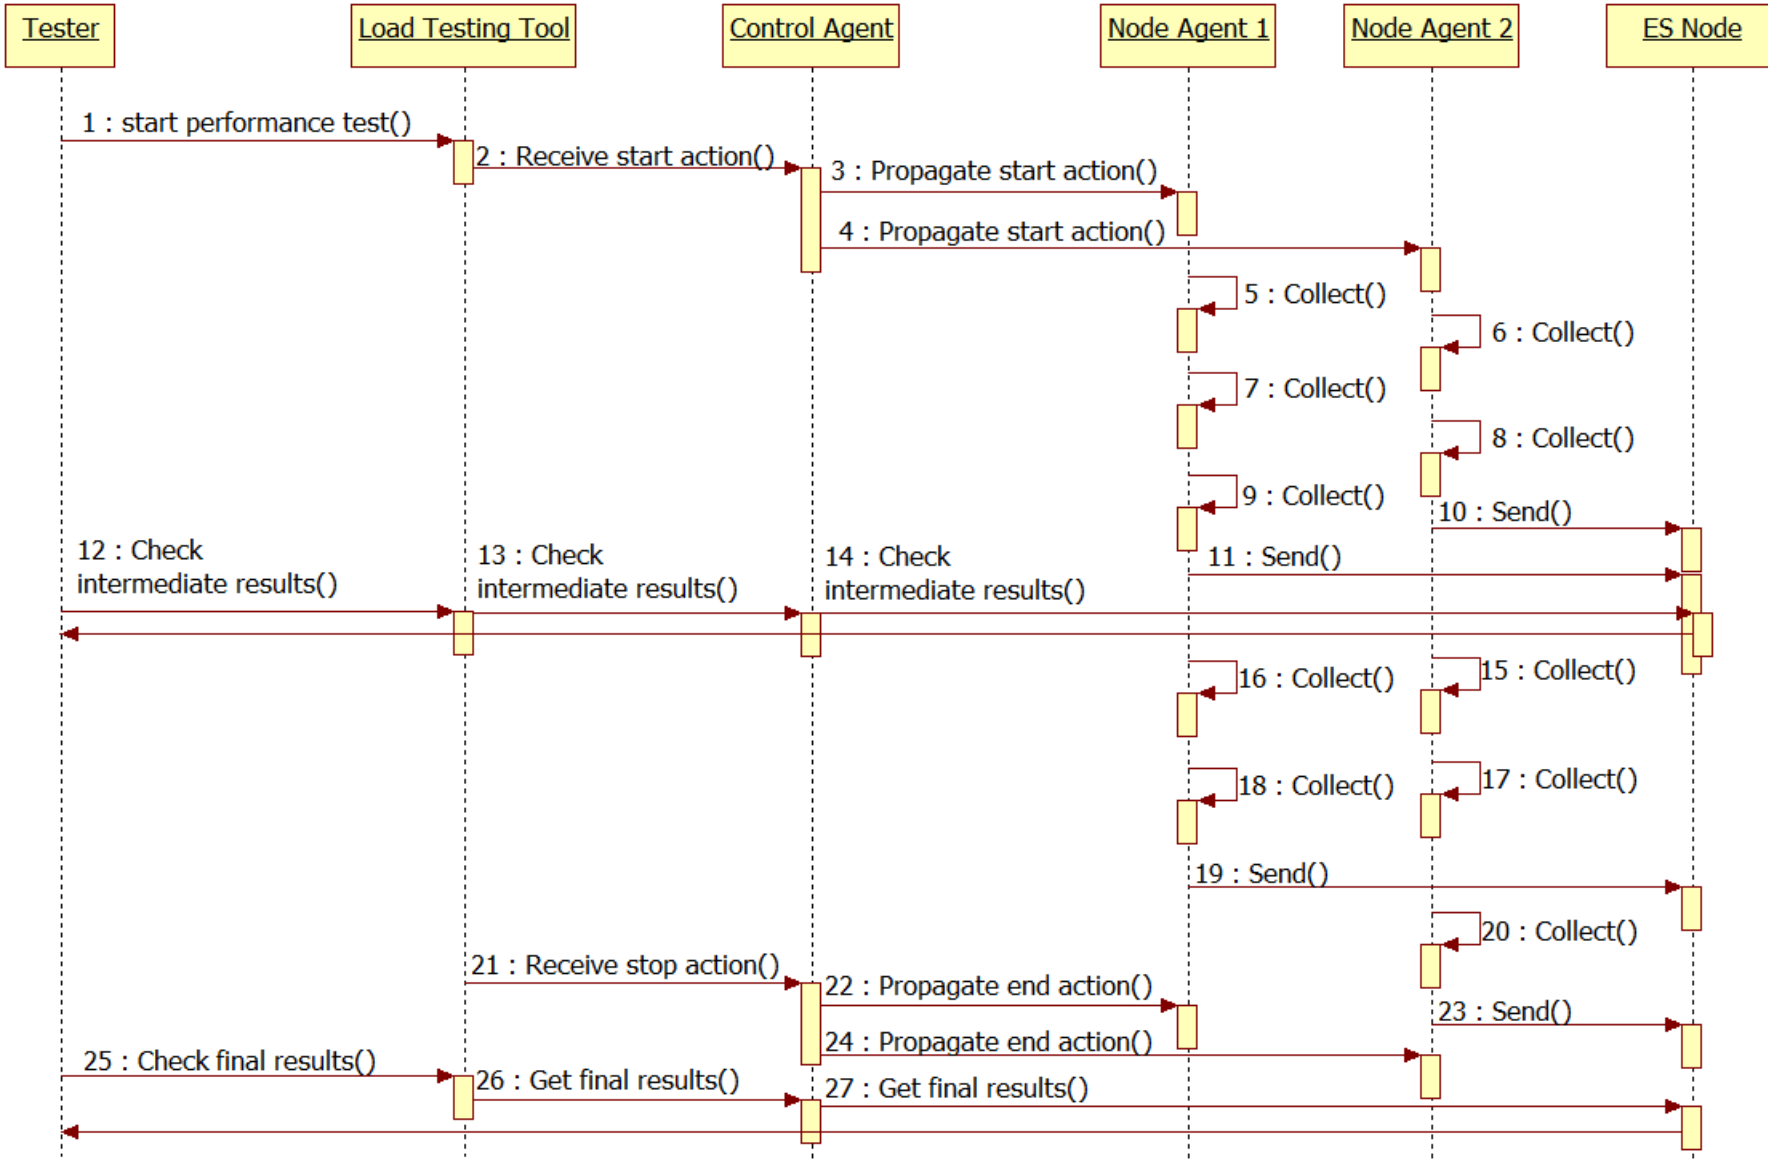 Tester
Load Testing Tool
Control Agent
Node Agent 1
Node Agent 2
ES Node
1 : start performance test()
2 : Receive start action()
3 : Propagate start action()
4 : Propagate start action()
5 : Collect()
6 : Collect()
7 : Collect()
8 : Collect()
9 : Collect()
10 : Send()
11 : Send()
12 : Check
intermediate results()
13 : Check
intermediate results()
14 : Check
intermediate results()
15 : Collect()
16 : Collect()
17 : Collect()
18 : Collect()
19 : Send()
20 : Collect()
21 : Receive stop action()
22 : Propagate end action()
23 : Send()
24 : Propagate end action()
25 : Check final results()
26 : Get final results()
27 : Get final results()